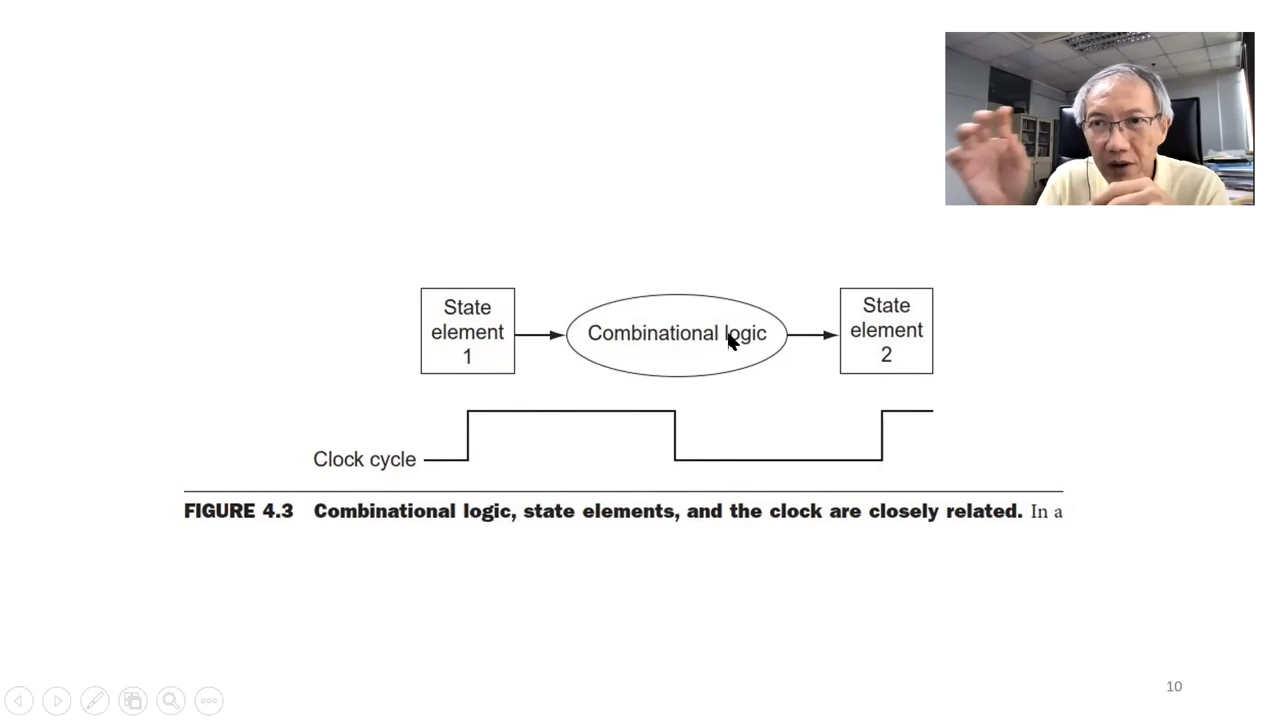 State
element
1
Combinational logic
State
element
2
Clock cycle
FIGURE 4.3 Combinational logic, state elements, and the clock are closely related. In a
10